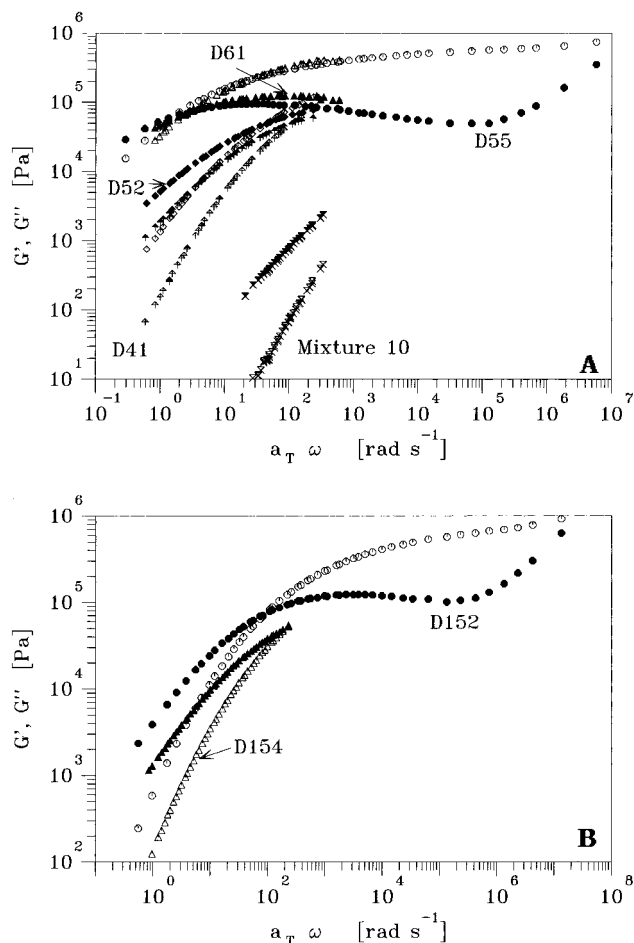 10^6
10^5
10^4
10^3
10^2
10^1
G', G'' [Pa]
D61
D55
D52
D41
Mixture 10
A
10^-1 10^0 10^1 10^2 10^3 10^4 10^5 10^6 10^7
a_T ω [rad s^-1]
10^6
10^5
10^4
10^3
10^2
G', G'' [Pa]
D152
D154
B
10^0 10^2 10^4 10^6 10^8
a_T ω [rad s^-1]